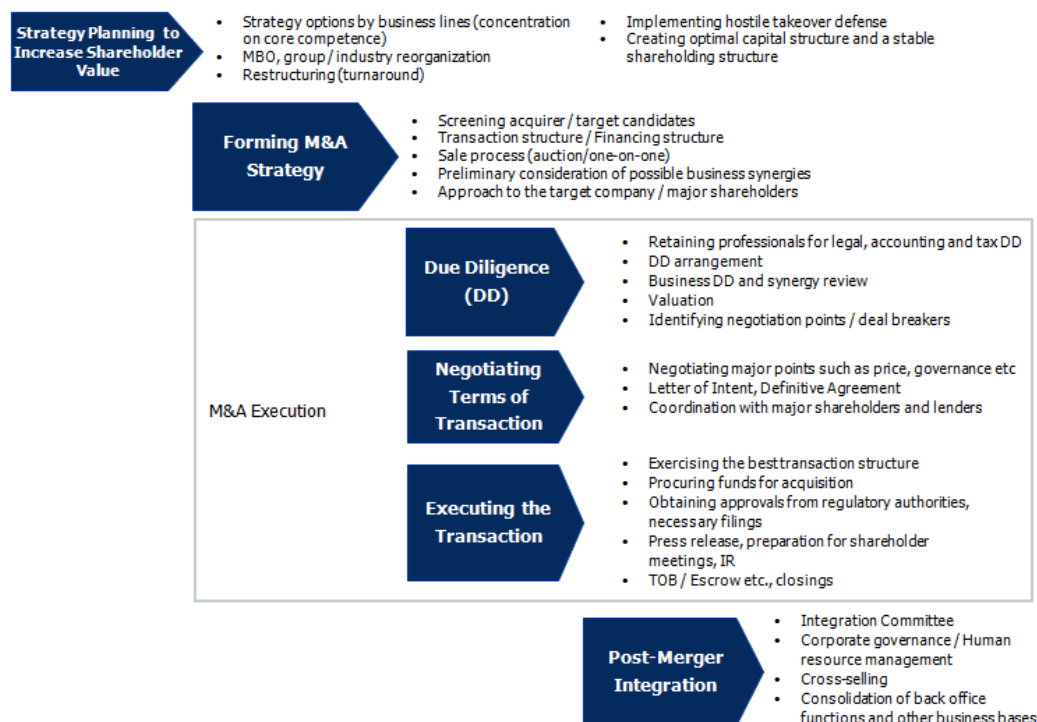 Strategy Planning to
Increase Shareholder
Value
• Strategy options by business lines (concentration
on core competence)
• MBO, group / industry reorganization
• Restructuring (turnaround)
• Implementing hostile takeover defense
• Creating optimal capital structure and a stable
shareholding structure
Forming M&A
Strategy
• Screening acquirer / target candidates
• Transaction structure / Financing structure
• Sale process (auction/one-on-one)
• Preliminary consideration of possible business synergies
• Approach to the target company / major shareholders
M&A Execution
Due Diligence
(DD)
• Retaining professionals for legal, accounting and tax DD
• DD arrangement
• Business DD and synergy review
• Valuation
• Identifying negotiation points / deal breakers
Negotiating
Terms of
Transaction
• Negotiating major points such as price, governance etc
• Letter of Intent, Definitive Agreement
• Coordination with major shareholders and lenders
Executing the
Transaction
• Exercising the best transaction structure
• Procuring funds for acquisition
• Obtaining approvals from regulatory authorities,
necessary filings
• Press release, preparation for shareholder
meetings, IR
• TOB / Escrow etc., closings
Post-Merger
Integration
• Integration Committee
• Corporate governance / Human
resource management
• Cross-selling
• Consolidation of back office
functions and other business bases